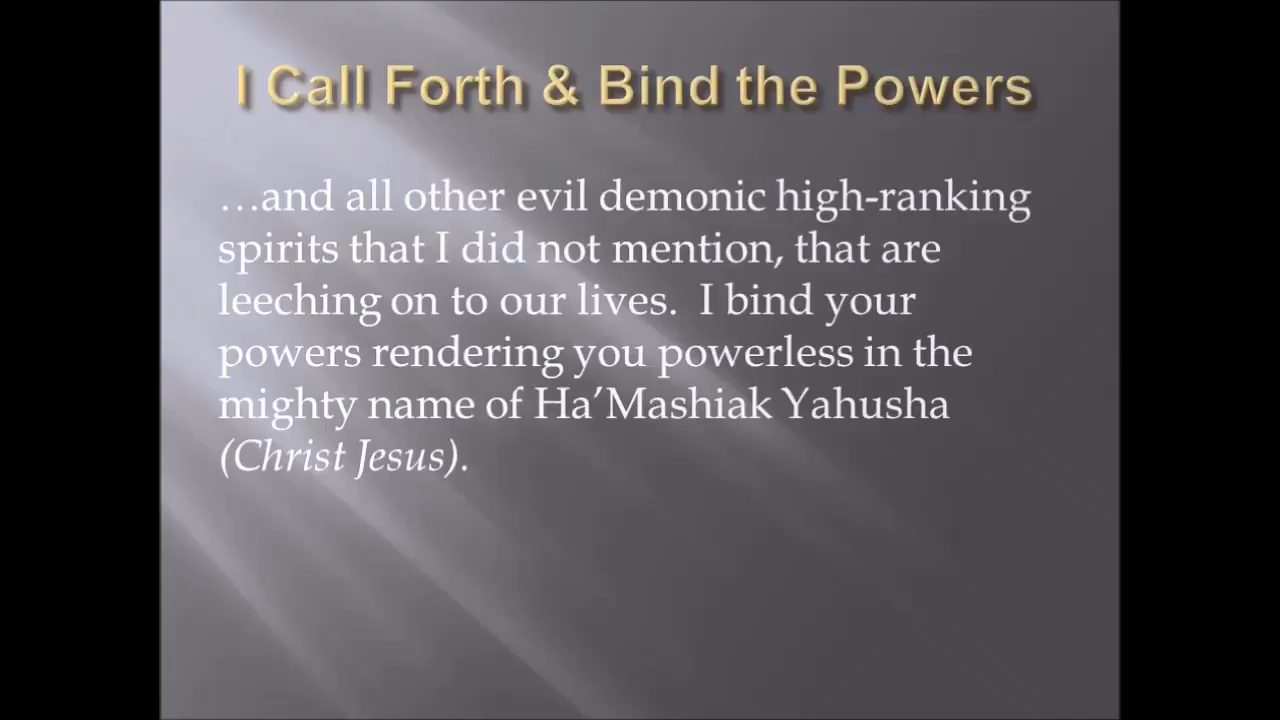 I Call Forth & Bind the Powers
…and all other evil demonic high-ranking
spirits that I did not mention, that are
leeching on to our lives.  I bind your
powers rendering you powerless in the
mighty name of Ha’Mashiak Yahusha
(Christ Jesus).